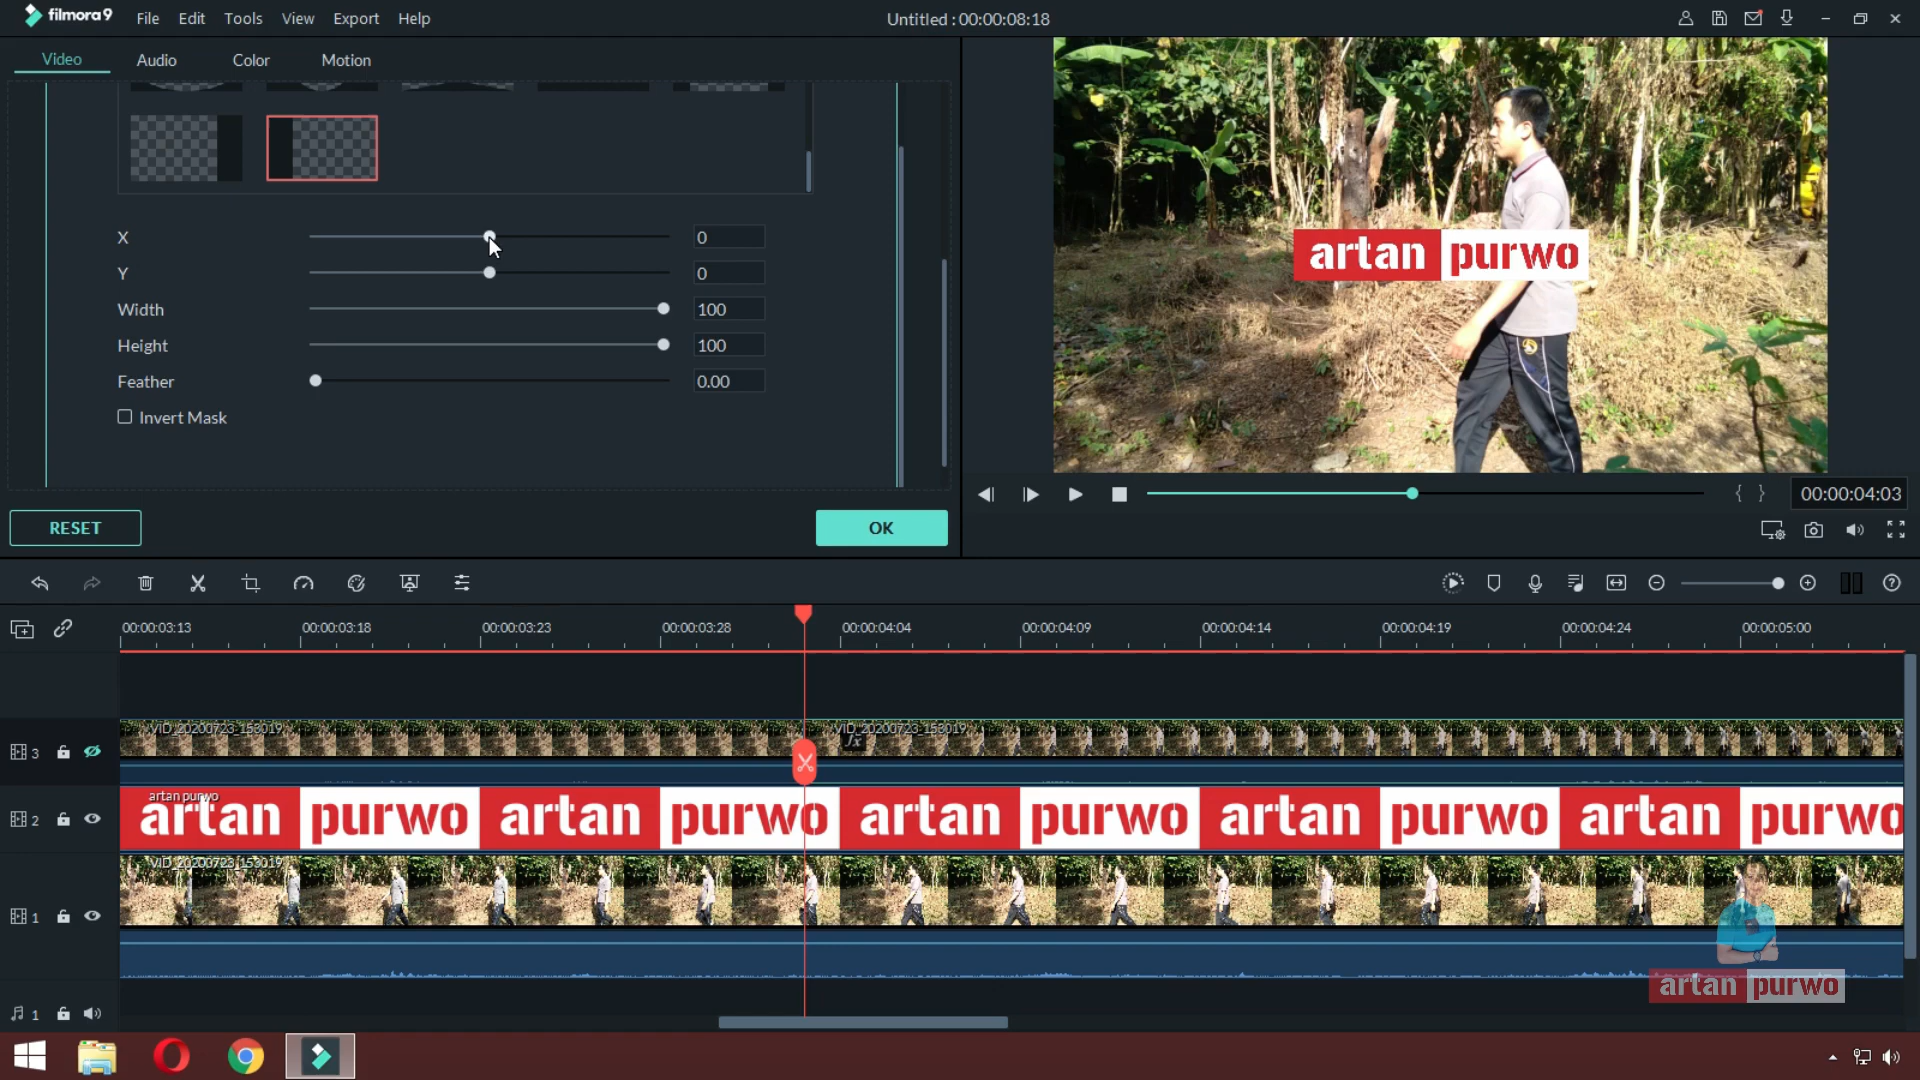 filmora9 File Edit Tools View Export Help Untitled : 00:00:08:18
Video Audio Color Motion
X 0
Y 0
Width 100
Height 100
Feather 0.00
Invert Mask
RESET OK
artan purwo
{ } 00:00:04:03
00:00:03:13 00:00:03:18 00:00:03:23 00:00:03:28 00:00:04:04 00:00:04:09 00:00:04:14 00:00:04:19 00:00:04:24 00:00:05:00
VID_20200723_153019 VID_20200723_153019
fx
3
artan purwo
2 artan purwo artan purwo artan purwo artan purwo artan purwo
VID_20200723_153019
1
artan purwo
1